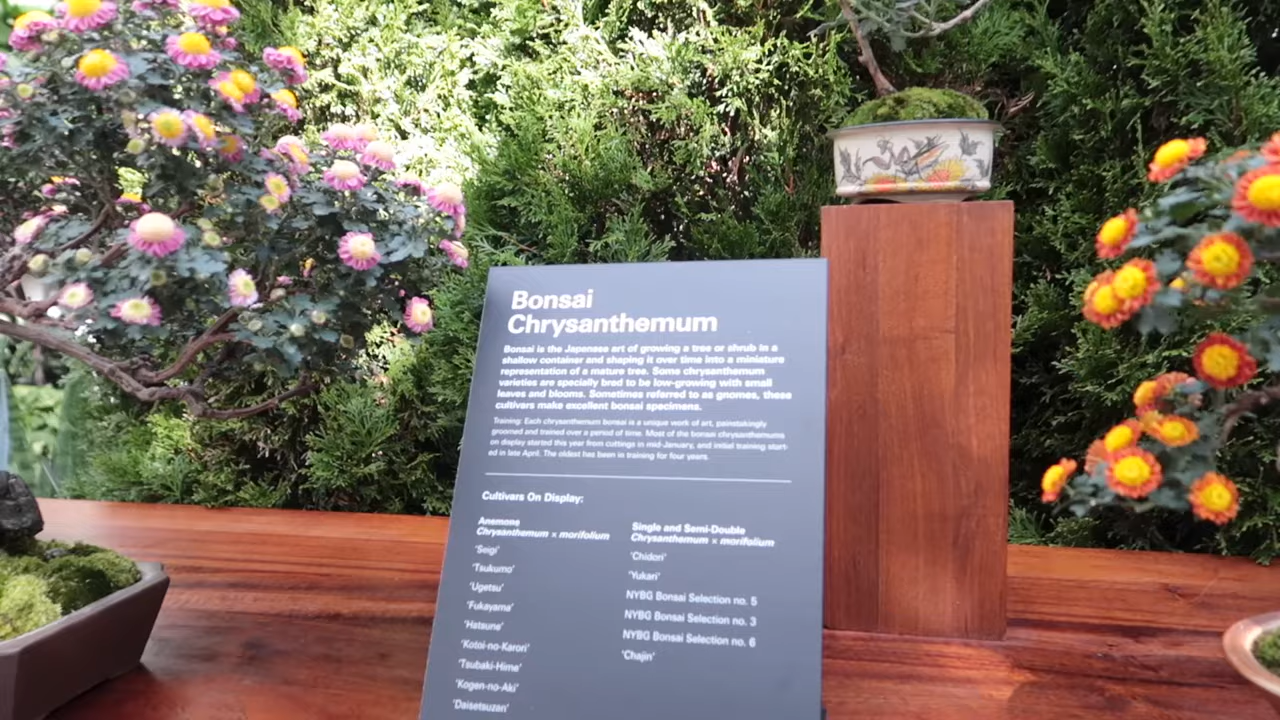 Bonsai
Chrysanthemum
Bonsai is the Japanese art of growing a tree or shrub in a
shallow container and shaping it over time into a miniature
representation of a mature tree. Some chrysanthemum
varieties are specially bred to be low-growing with small
leaves and blooms. Sometimes referred to as gnomes, these
cultivars make excellent bonsai specimens.
Training: Each chrysanthemum bonsai is a unique work of art, painstakingly
groomed and trained over a period of time. Most of the bonsai chrysanthemums
on display started this year from cuttings in mid-January, and initial training start-
ed in late April. The oldest has been in training for four years.
Cultivars On Display:
Anemone
Chrysanthemum × morifolium
'Seigi'
'Tsukumo'
'Ugetsu'
'Fukayama'
'Hatsune'
'Kotoi-no-Karori'
'Tsubaki-Hime'
'Kogen-no-Aki'
'Daisetsuzan'
Single and Semi-Double
Chrysanthemum × morifolium
'Chidori'
'Yukari'
NYBG Bonsai Selection no. 5
NYBG Bonsai Selection no. 3
NYBG Bonsai Selection no. 6
'Chajin'